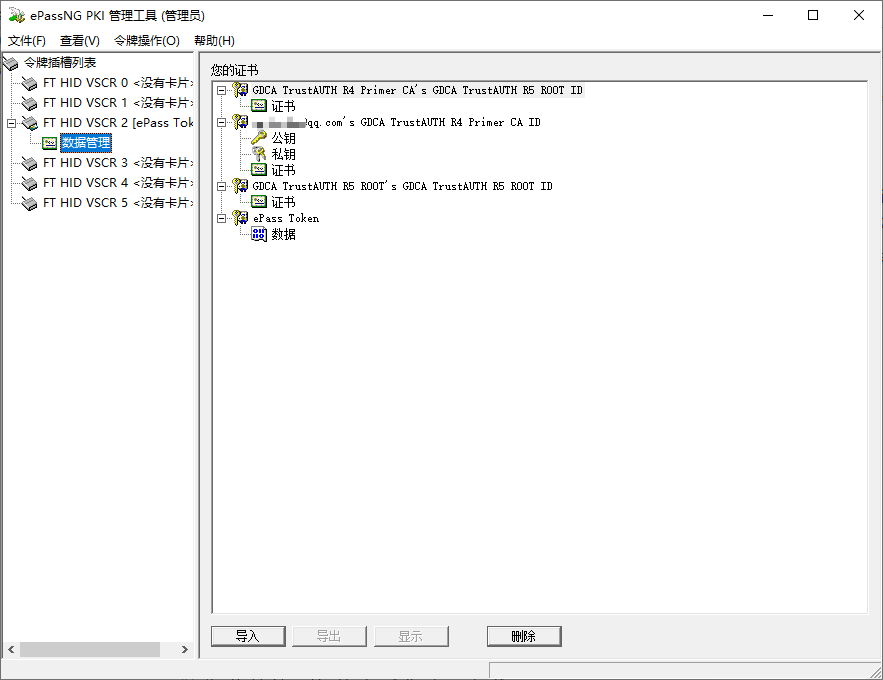 ePassNG PKI 管理工具 (管理员)
文件(F) 查看(V) 令牌操作(O) 帮助(H)
令牌插槽列表
FT HID VSCR 0 <没有卡片>
FT HID VSCR 1 <没有卡片>
FT HID VSCR 2 [ePass Tok
数据管理
FT HID VSCR 3 <没有卡片>
FT HID VSCR 4 <没有卡片>
FT HID VSCR 5 <没有卡片>
您的证书
GDCA TrustAUTH R4 Primer CA's GDCA TrustAUTH R5 ROOT ID
证书
@qq.com's GDCA TrustAUTH R4 Primer CA ID
公钥
私钥
证书
GDCA TrustAUTH R5 ROOT's GDCA TrustAUTH R5 ROOT ID
证书
ePass Token
数据
导入 导出 显示 删除